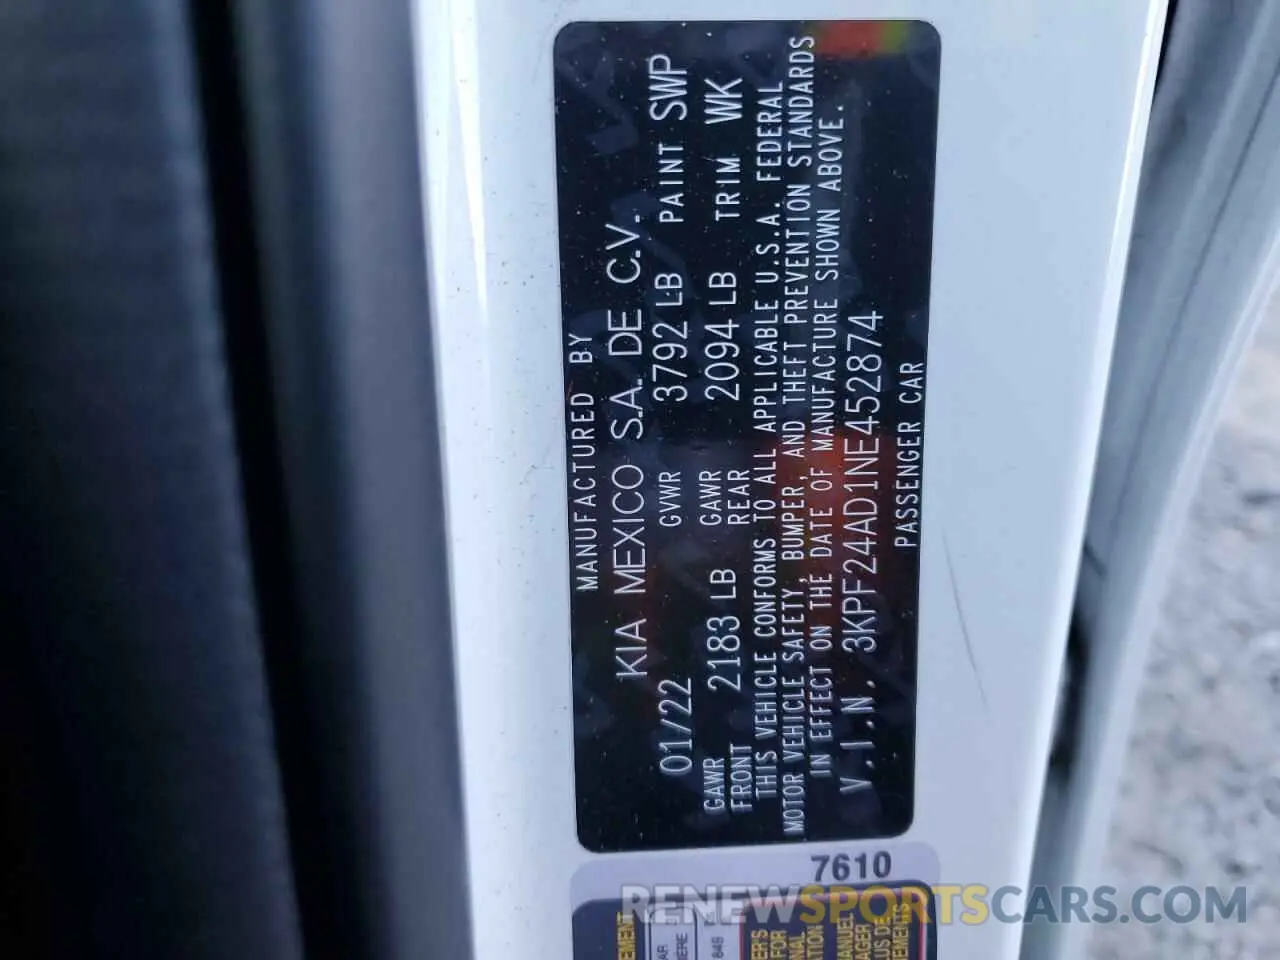 MANUFACTURED BY
KIA MEXICO S.A. DE C.V.
01/22 GVWR 3792 LB PAINT SWP
GAWR FRONT 2183 LB GAWR REAR 2094 LB TRIM WK
THIS VEHICLE CONFORMS TO ALL APPLICABLE U.S.A. FEDERAL
MOTOR VEHICLE SAFETY, BUMPER, AND THEFT PREVENTION STANDARDS
IN EFFECT ON THE DATE OF MANUFACTURE SHOWN ABOVE.
V.I.N. 3KPF24AD1NE452874
PASSENGER CAR
7610
RENEWSPORTSCARS.COM
MANUEL